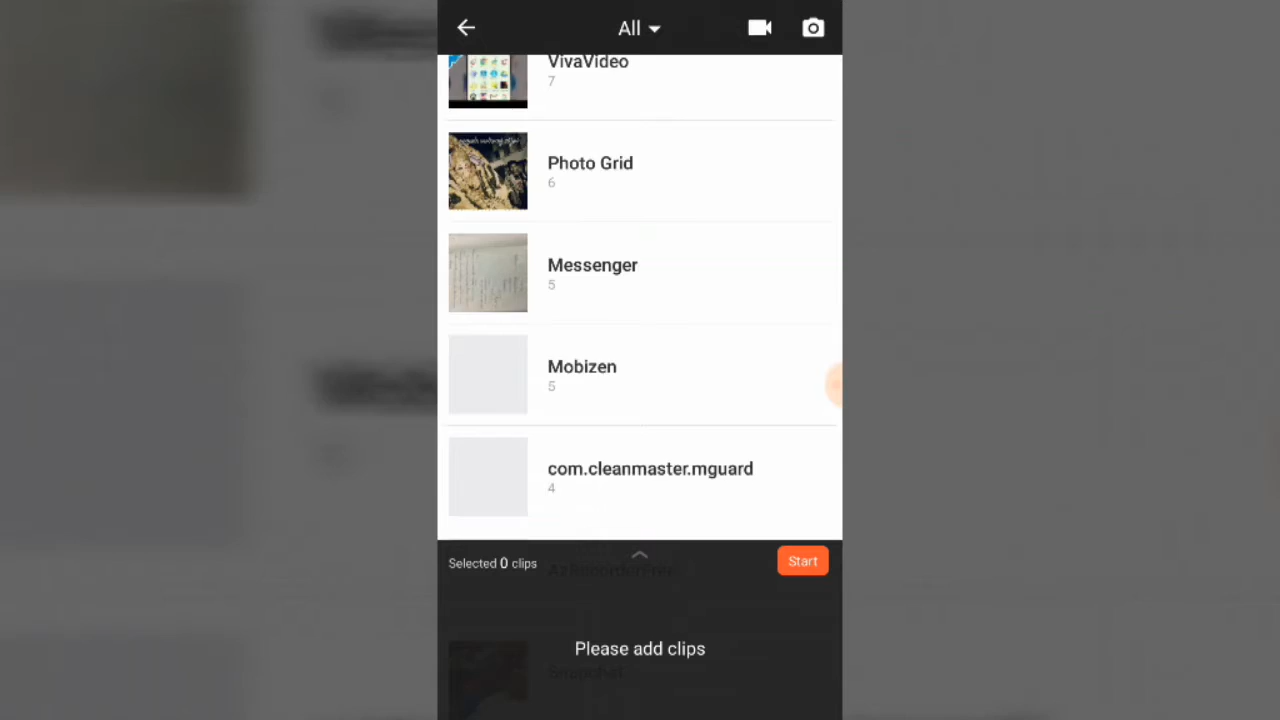 All
VivaVideo
7
Photo Grid
6
Messenger
5
Mobizen
5
com.cleanmaster.mguard
4
Selected 0 clips
Start
Please add clips
Snapchat